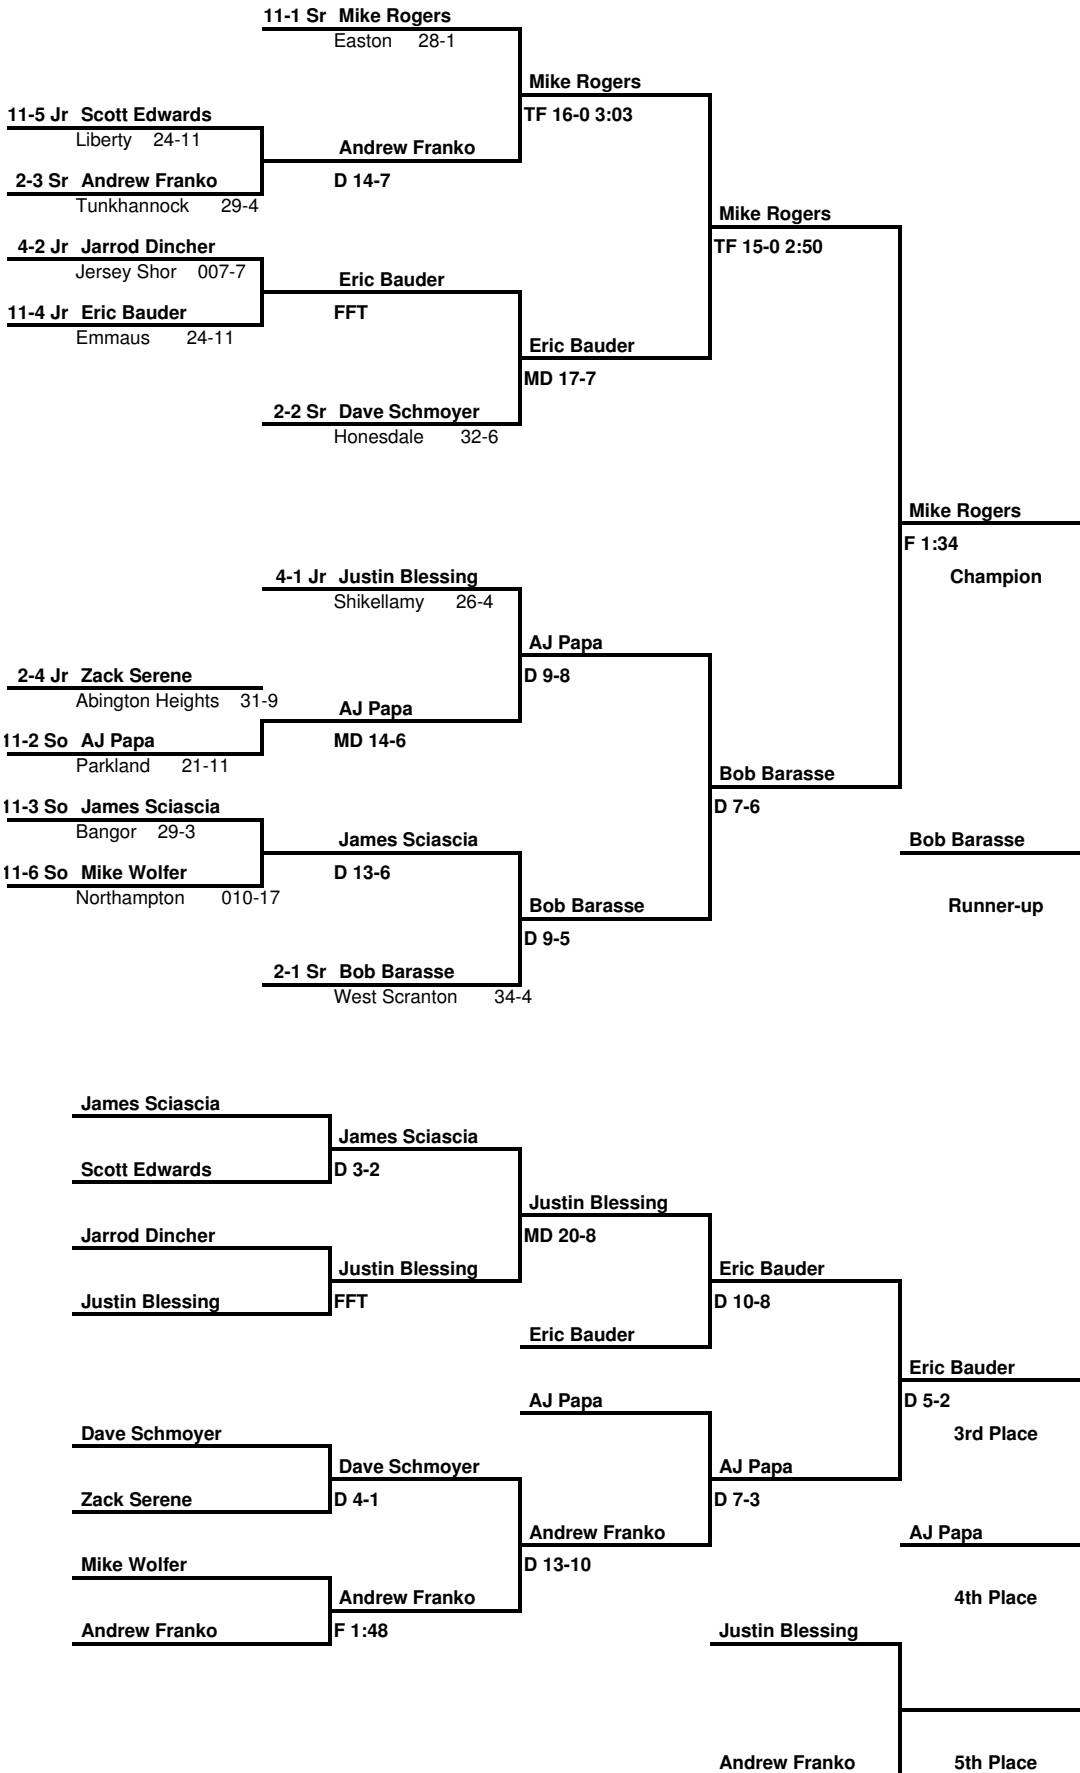 11-1 Sr Mike Rogers
Easton 28-1
Mike Rogers
11-5 Jr Scott Edwards
TF 16-0 3:03
Liberty 24-11
Andrew Franko
2-3 Sr Andrew Franko
D 14-7
Tunkhannock 29-4
Mike Rogers
4-2 Jr Jarrod Dincher
TF 15-0 2:50
Jersey Shor 007-7
Eric Bauder
11-4 Jr Eric Bauder
FFT
Emmaus 24-11
Eric Bauder
MD 17-7
2-2 Sr Dave Schmoyer
Honesdale 32-6
Mike Rogers
F 1:34
4-1 Jr Justin Blessing
Champion
Shikellamy 26-4
AJ Papa
2-4 Jr Zack Serene
D 9-8
Abington Heights 31-9
AJ Papa
11-2 So AJ Papa
MD 14-6
Parkland 21-11
Bob Barasse
11-3 So James Sciascia
D 7-6
Bangor 29-3
James Sciascia
Bob Barasse
11-6 So Mike Wolfer
D 13-6
Northampton 010-17
Bob Barasse
Runner-up
D 9-5
2-1 Sr Bob Barasse
West Scranton 34-4
James Sciascia
James Sciascia
Scott Edwards
D 3-2
Justin Blessing
Jarrod Dincher
MD 20-8
Justin Blessing
Eric Bauder
Justin Blessing
FFT
D 10-8
Eric Bauder
Eric Bauder
AJ Papa
D 5-2
Dave Schmoyer
3rd Place
Dave Schmoyer
AJ Papa
Zack Serene
D 4-1
D 7-3
Andrew Franko
AJ Papa
Mike Wolfer
D 13-10
Andrew Franko
4th Place
Andrew Franko
F 1:48
Justin Blessing
Andrew Franko
5th Place